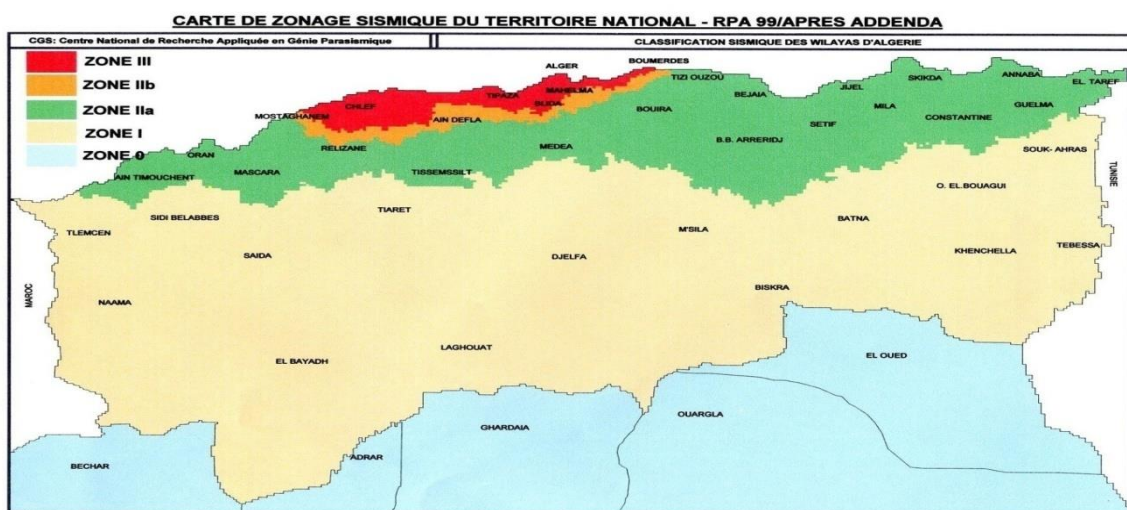 CARTE DE ZONAGE SISMIQUE DU TERRITOIRE NATIONAL - RPA 99/APRES ADDENDA
CGS: Centre National de Recherche Appliquée en Génie Parasismique
CLASSIFICATION SISMIQUE DES WILAYAS D'ALGERIE
ZONE III
ZONE IIb
ZONE IIa
ZONE I
ZONE 0
BOUMERDES
ALGER
TIZI OUZOU
SKIKDA
ANNABA
EL TAREF
JIJEL
BEJAIA
MAHELMA
TIPAZA
BLIDA
CHLEF
MILA
GUELMA
BOUIRA
MOSTAGHANEM
AIN DEFLA
CONSTANTINE
SETIF
B.B. ARRERIDJ
RELIZANE
MEDEA
SOUK- AHRAS
ORAN
MASCARA
TISSEMSSILT
AIN TIMOUCHENT
TUNISIE
O. EL.BOUAGUI
TIARET
SIDI BELABBES
BATNA
M'SILA
TLEMCEN
TEBESSA
KHENCHELLA
SAIDA
DJELFA
BISKRA
MAROC
NAAMA
LAGHOUAT
EL BAYADH
EL OUED
OUARGLA
GHARDAIA
ADRAR
BECHAR